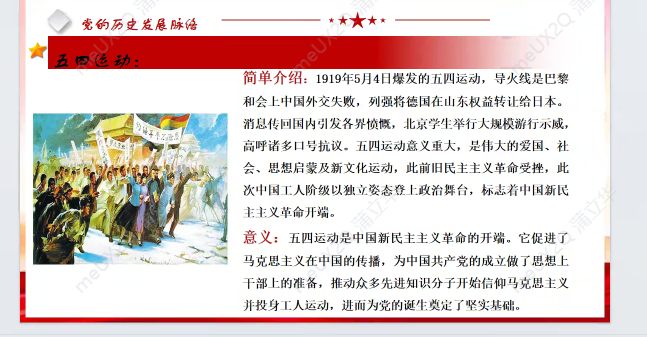 党的历史发展脉络
五四运动：
简单介绍：1919年5月4日爆发的五四运动，导火线是巴黎
和会上中国外交失败，列强将德国在山东权益转让给日本。
消息传回国内引发各界愤慨，北京学生举行大规模游行示威，
高呼诸多口号抗议。五四运动意义重大，是伟大的爱国、社
会、思想启蒙及新文化运动，此前旧民主主义革命受挫，此
次中国工人阶级以独立姿态登上政治舞台，标志着中国新民
主主义革命开端。
意义：五四运动是中国新民主主义革命的开端。它促进了
马克思主义在中国的传播，为中国共产党的成立做了思想上
干部上的准备，推动众多先进知识分子开始信仰马克思主义
并投身工人运动，进而为党的诞生奠定了坚实基础。
meUX2Q 蒲立华
meUX2Q 蒲立华
meUX2Q 蒲立华